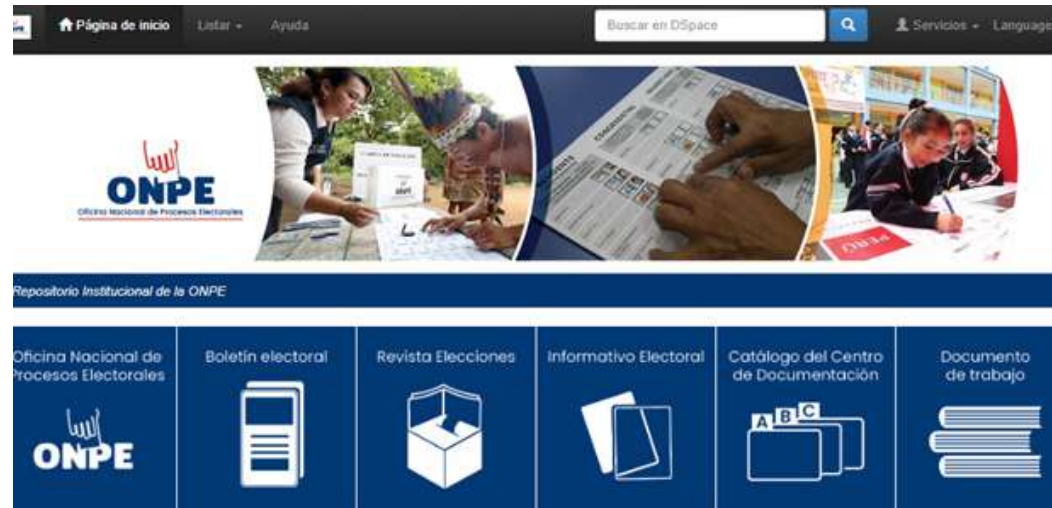 Página de inicio
Listar
Ayuda
Buscar en DSpace
Servicios
Language
ONPE
Oficina Nacional de Procesos Electorales
ONPE
PERÚ
Repositorio Institucional de la ONPE
Oficina Nacional de
Procesos Electorales
ONPE
Boletín electoral
Revista Elecciones
Informativo Electoral
Catálogo del Centro
de Documentación
A B C
Documento
de trabajo